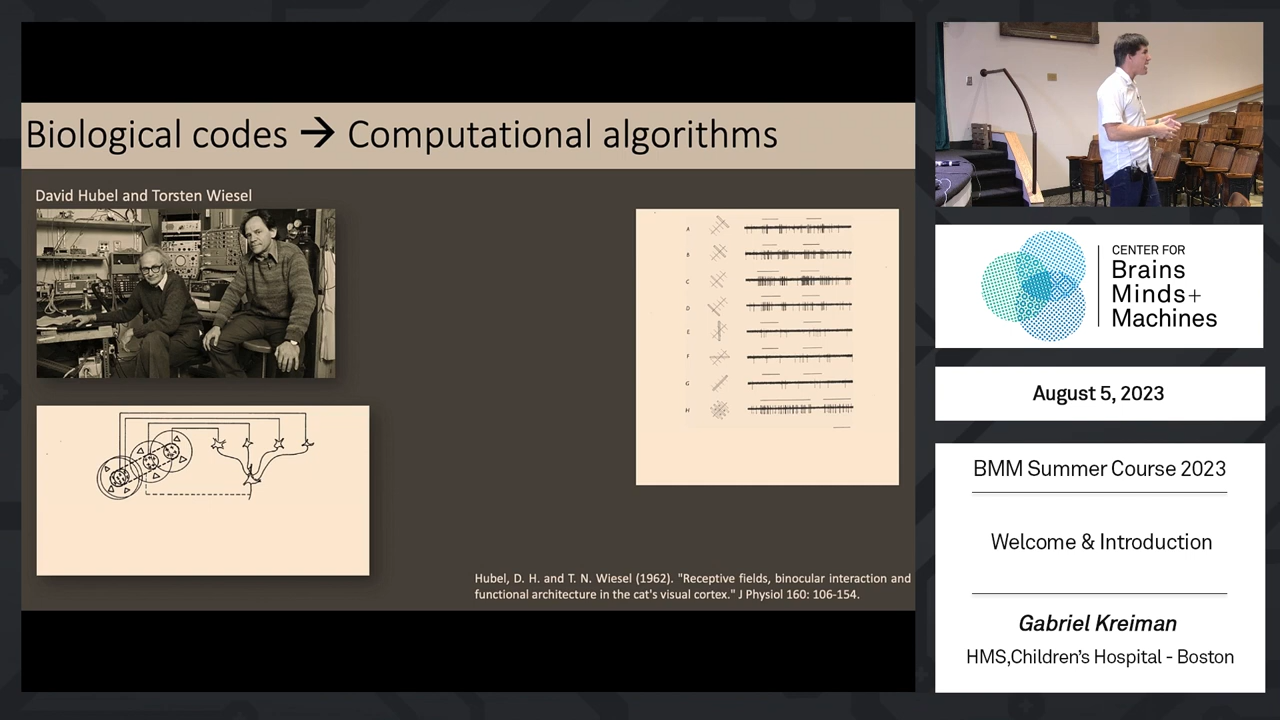 Biological codes → Computational algorithms
David Hubel and Torsten Wiesel
A
B
C
D
E
F
G
H
Hubel, D. H. and T. N. Wiesel (1962). "Receptive fields, binocular interaction and
functional architecture in the cat's visual cortex." J Physiol 160: 106-154.
CENTER FOR
Brains
Minds+
Machines
August 5, 2023
BMM Summer Course 2023
Welcome & Introduction
Gabriel Kreiman
HMS,Children's Hospital - Boston